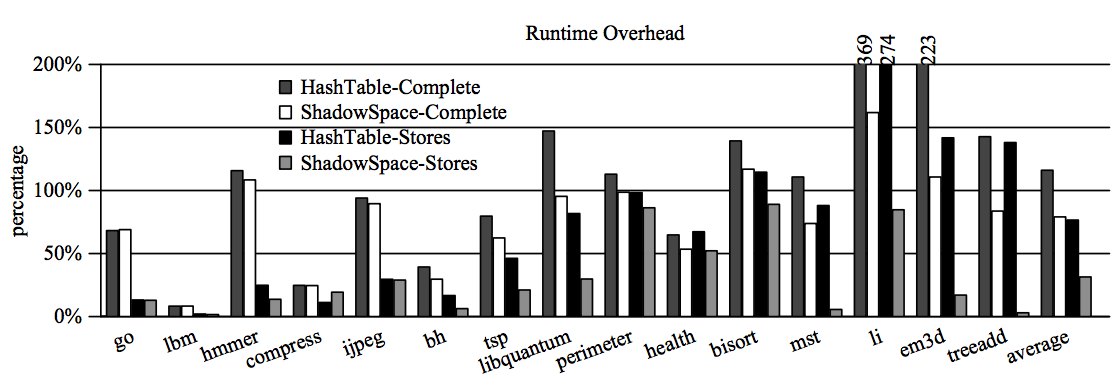 Runtime Overhead
369
274
223
200%
150%
100%
50%
0%
percentage
HashTable-Complete
ShadowSpace-Complete
HashTable-Stores
ShadowSpace-Stores
go
lbm
hmmer
compress
ijpeg
bh
tsp
libquantum
perimeter
health
bisort
mst
li
em3d
treeadd
average